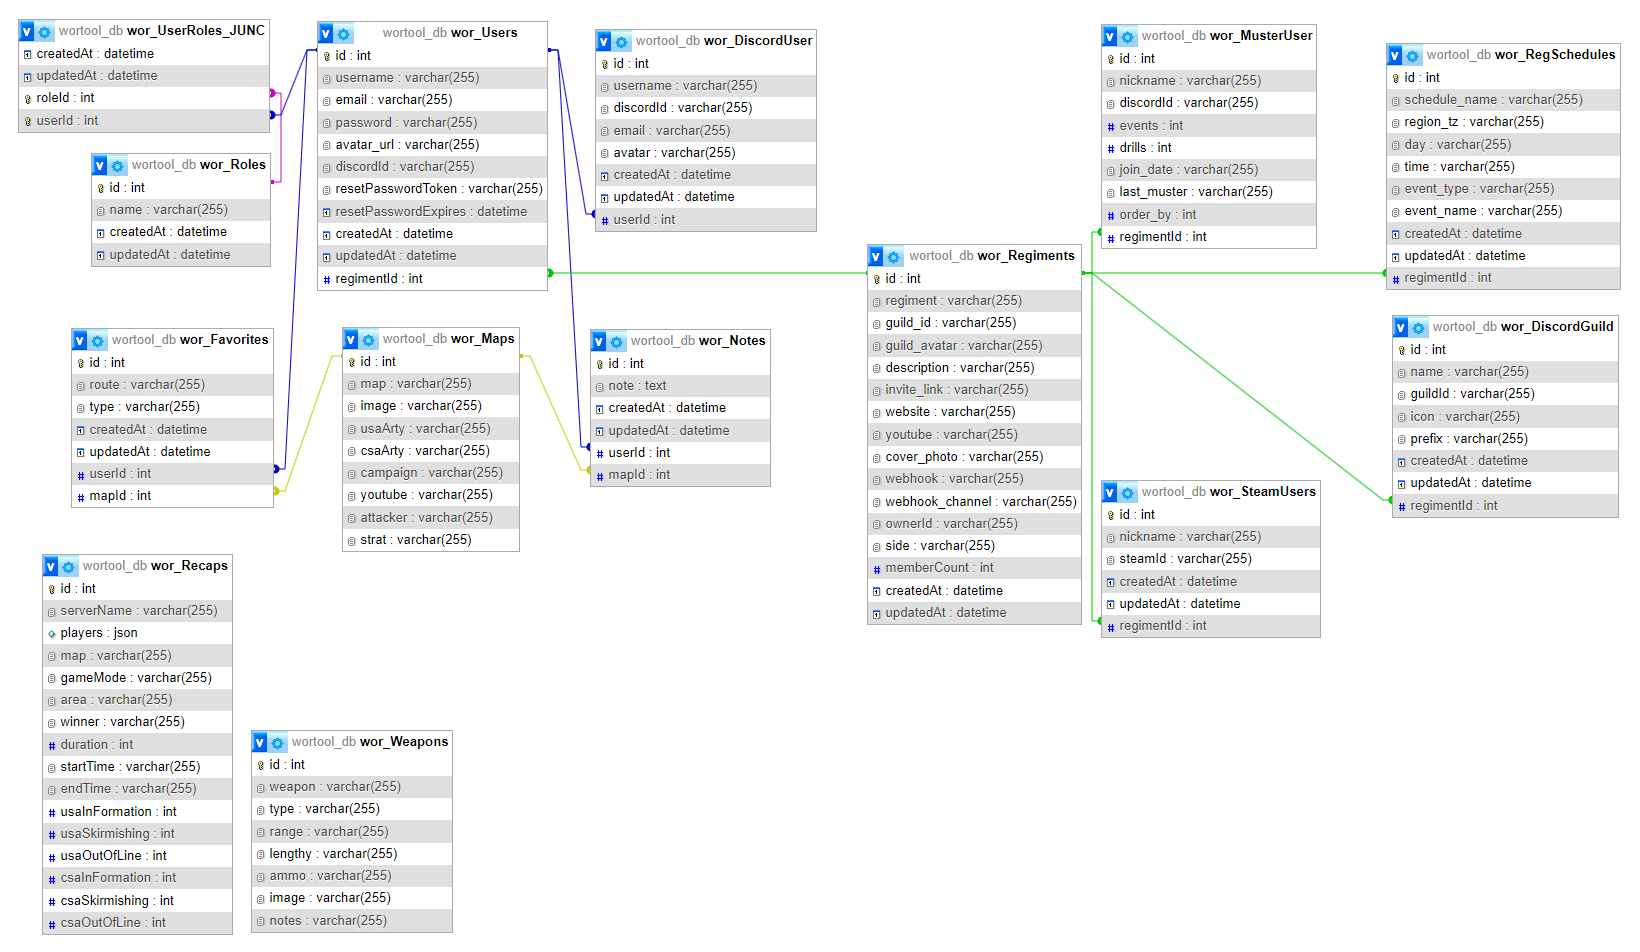 wortool_db wor_UserRoles_JUNC
createdAt : datetime
updatedAt : datetime
roleId : int
userId : int
wortool_db wor_Roles
id : int
name : varchar(255)
createdAt : datetime
updatedAt : datetime
wortool_db wor_Users
id : int
username : varchar(255)
email : varchar(255)
password : varchar(255)
avatar_url : varchar(255)
discordId : varchar(255)
resetPasswordToken : varchar(255)
resetPasswordExpires : datetime
createdAt : datetime
updatedAt : datetime
regimentId : int
wortool_db wor_DiscordUser
id : int
username : varchar(255)
discordId : varchar(255)
email : varchar(255)
avatar : varchar(255)
createdAt : datetime
updatedAt : datetime
userId : int
wortool_db wor_MusterUser
id : int
nickname : varchar(255)
discordId : varchar(255)
events : int
drills : int
join_date : varchar(255)
last_muster : varchar(255)
order_by : int
regimentId : int
wortool_db wor_RegSchedules
id : int
schedule_name : varchar(255)
region_tz : varchar(255)
day : varchar(255)
time : varchar(255)
event_type : varchar(255)
event_name : varchar(255)
createdAt : datetime
updatedAt : datetime
regimentId : int
wortool_db wor_Regiments
id : int
regiment : varchar(255)
guild_id : varchar(255)
guild_avatar : varchar(255)
description : varchar(255)
invite_link : varchar(255)
website : varchar(255)
youtube : varchar(255)
cover_photo : varchar(255)
webhook : varchar(255)
webhook_channel : varchar(255)
ownerId : varchar(255)
side : varchar(255)
memberCount : int
createdAt : datetime
updatedAt : datetime
wortool_db wor_DiscordGuild
id : int
name : varchar(255)
guildId : varchar(255)
icon : varchar(255)
prefix : varchar(255)
createdAt : datetime
updatedAt : datetime
regimentId : int
wortool_db wor_Favorites
id : int
route : varchar(255)
type : varchar(255)
createdAt : datetime
updatedAt : datetime
userId : int
mapId : int
wortool_db wor_Maps
id : int
map : varchar(255)
image : varchar(255)
usaArty : varchar(255)
csaArty : varchar(255)
campaign : varchar(255)
youtube : varchar(255)
attacker : varchar(255)
strat : varchar(255)
wortool_db wor_Notes
id : int
note : text
createdAt : datetime
updatedAt : datetime
userId : int
mapId : int
wortool_db wor_SteamUsers
id : int
nickname : varchar(255)
steamId : varchar(255)
createdAt : datetime
updatedAt : datetime
regimentId : int
wortool_db wor_Recaps
id : int
serverName : varchar(255)
players : json
map : varchar(255)
gameMode : varchar(255)
area : varchar(255)
winner : varchar(255)
duration : int
startTime : varchar(255)
endTime : varchar(255)
usaInFormation : int
usaSkirmishing : int
usaOutOfLine : int
csaInFormation : int
csaSkirmishing : int
csaOutOfLine : int
wortool_db wor_Weapons
id : int
weapon : varchar(255)
type : varchar(255)
range : varchar(255)
lengthy : varchar(255)
ammo : varchar(255)
image : varchar(255)
notes : varchar(255)